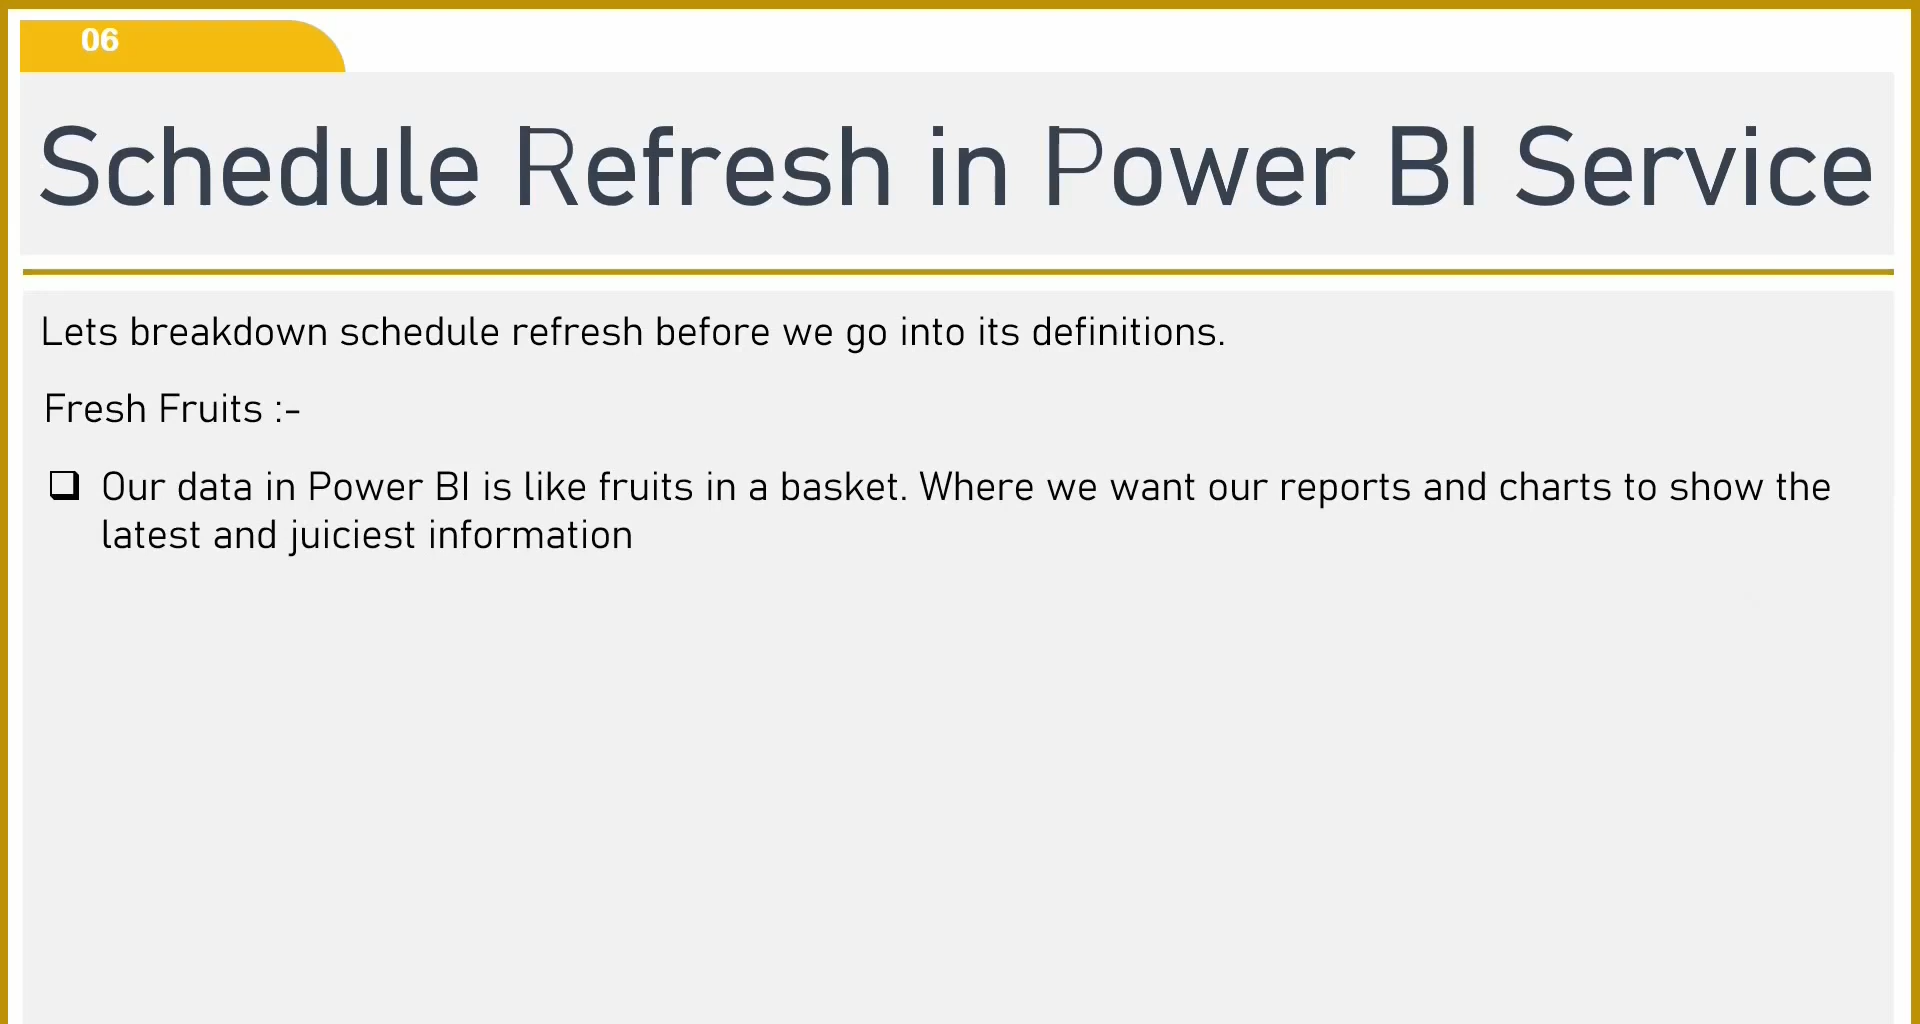 06
Schedule Refresh in Power BI Service
Lets breakdown schedule refresh before we go into its definitions.
Fresh Fruits :-
Our data in Power BI is like fruits in a basket. Where we want our reports and charts to show the
latest and juiciest information